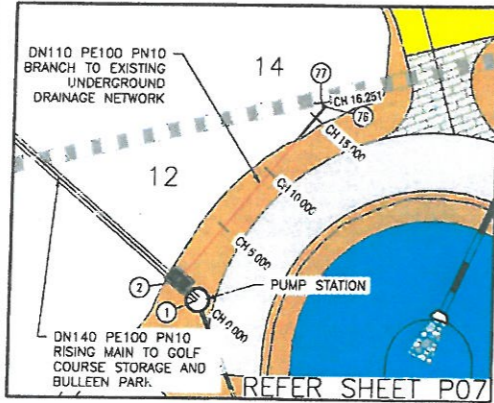 DN110 PE100 PN10
BRANCH TO EXISTING
UNDERGROUND
DRAINAGE NETWORK
14
77
CH 16.251
76
CH 15.000
12
CH 10.000
CH 5.000
2
1
PUMP STATION
CH 0.000
DN140 PE100 PN10
RISING MAIN TO GOLF
COURSE STORAGE AND
BULLEEN PARK
REFER SHEET P07